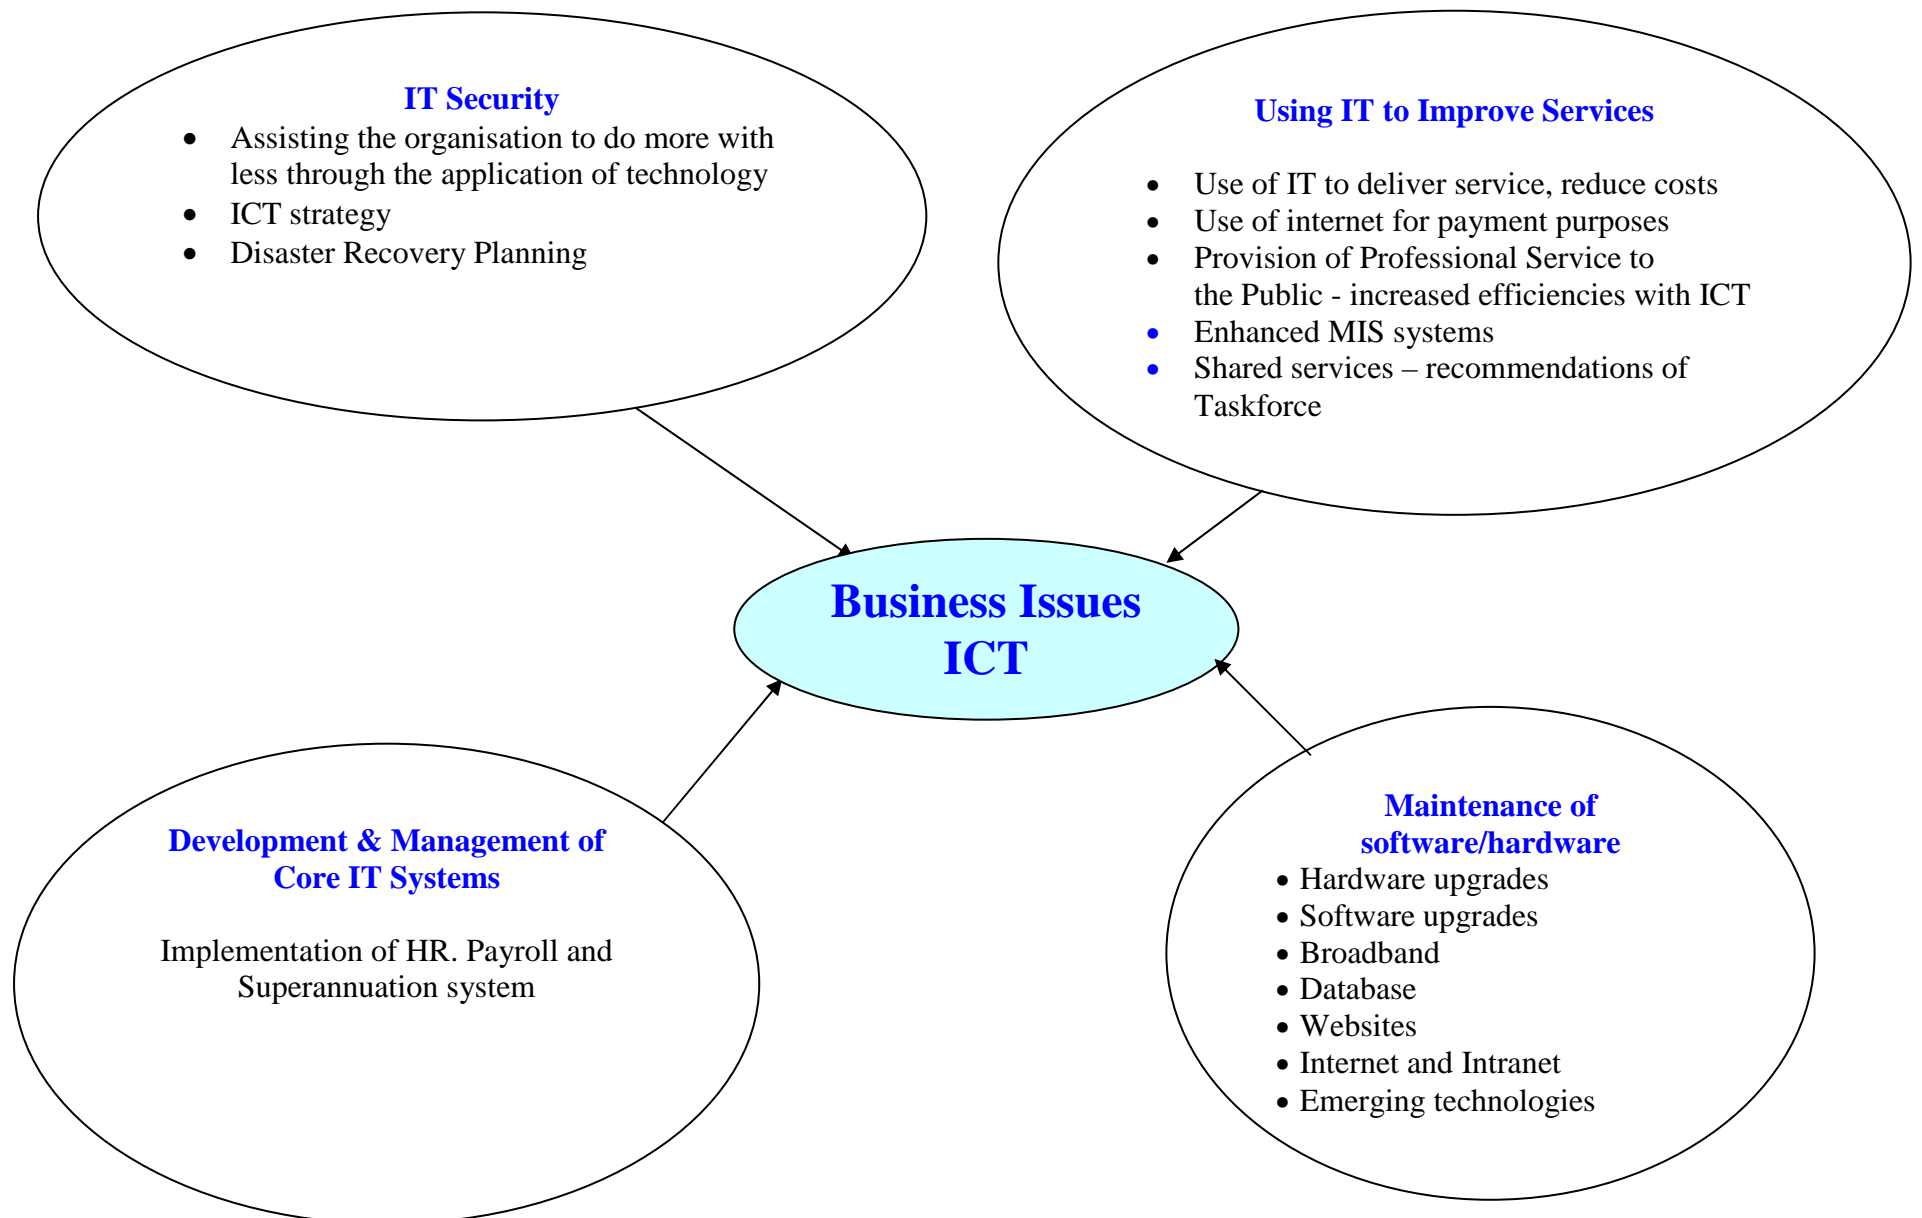 IT Security
• Assisting the organisation to do more with
less through the application of technology
• ICT strategy
• Disaster Recovery Planning
Using IT to Improve Services
• Use of IT to deliver service, reduce costs
• Use of internet for payment purposes
• Provision of Professional Service to
the Public - increased efficiencies with ICT
• Enhanced MIS systems
• Shared services – recommendations of
Taskforce
Business Issues
ICT
Development & Management of
Core IT Systems
Implementation of HR. Payroll and
Superannuation system
Maintenance of
software/hardware
• Hardware upgrades
• Software upgrades
• Broadband
• Database
• Websites
• Internet and Intranet
• Emerging technologies